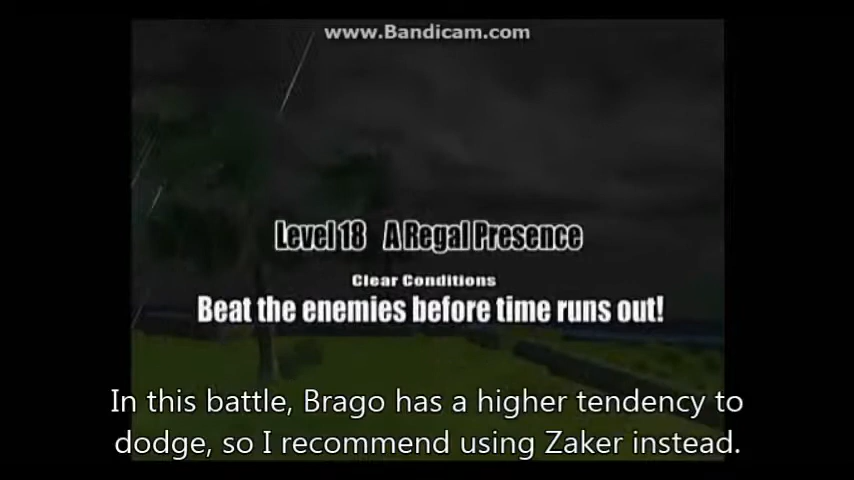 www.Bandicam.com
Level 18 A Regal Presence
Clear Conditions
Beat the enemies before time runs out!
In this battle, Brago has a higher tendency to
dodge, so I recommend using Zaker instead.